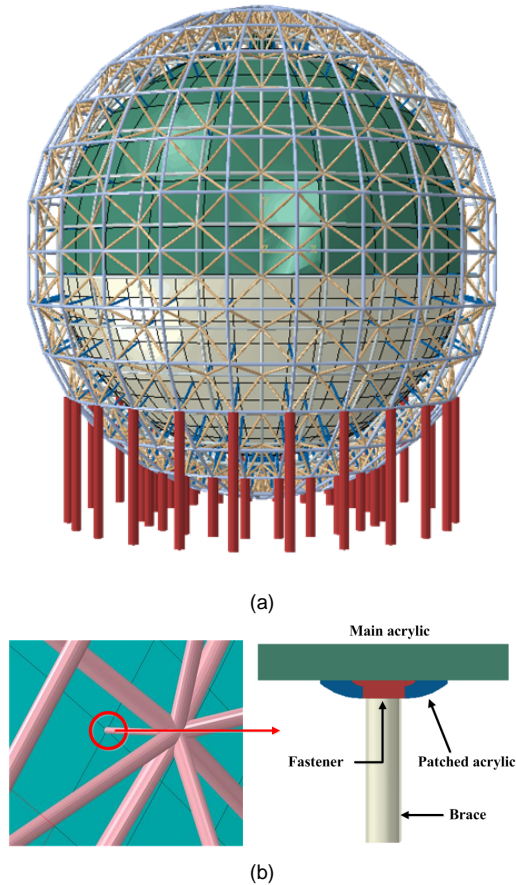 (a)
Main acrylic
Fastener
Patched acrylic
Brace
(b)